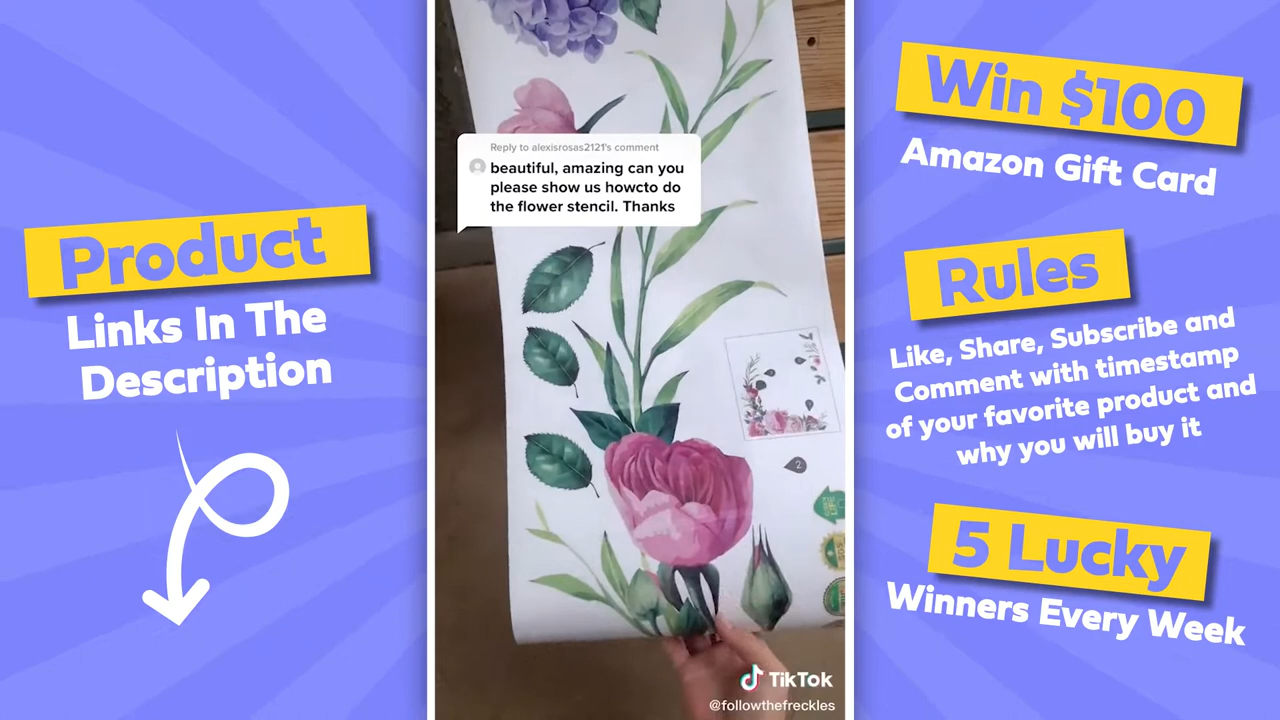 Product
Links In The
Description
Reply to alexisrosas2121's comment
beautiful, amazing can you
please show us howcto do
the flower stencil. Thanks
2
TikTok
@followthefreckles
Win $100
Amazon Gift Card
Rules
Like, Share, Subscribe and
Comment with timestamp
of your favorite product and
why you will buy it
5 Lucky
Winners Every Week